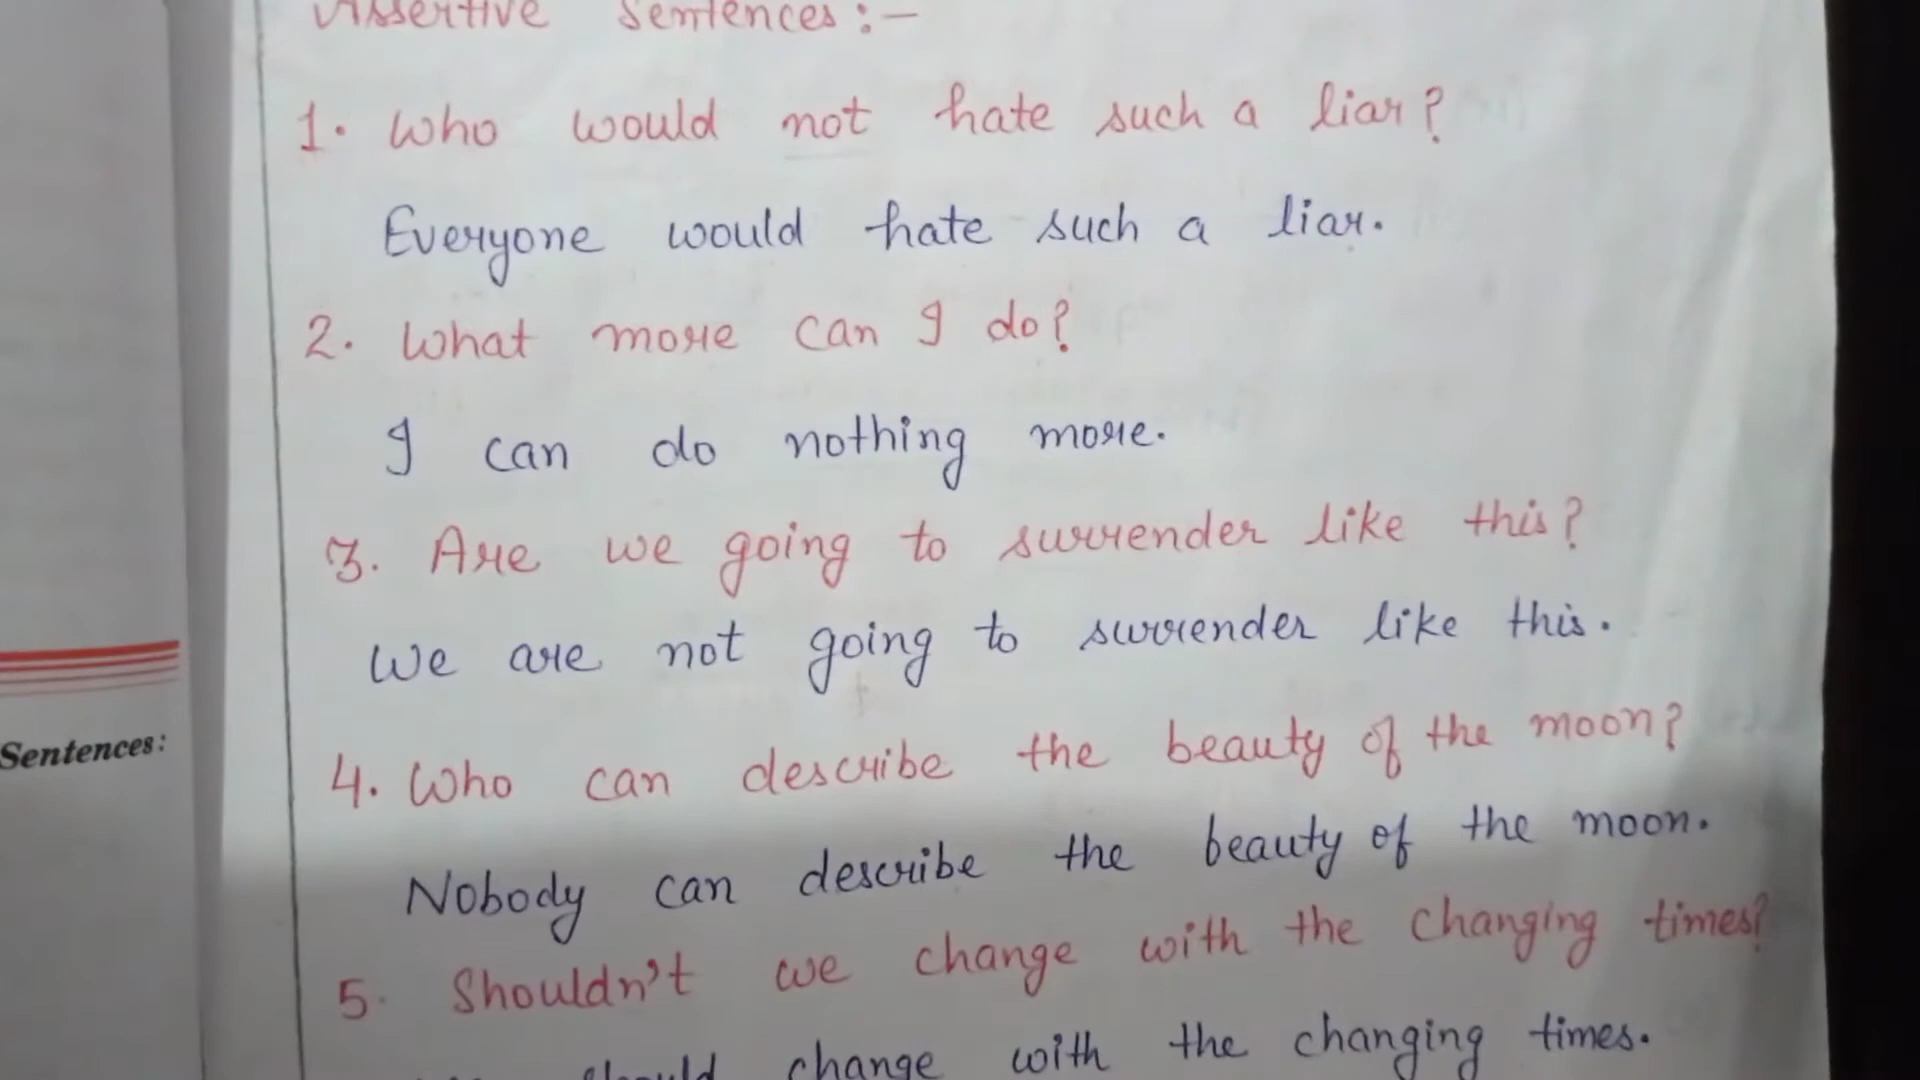 Assertive Sentences:-
1. Who would not hate such a liar?
Everyone would hate such a liar.
2. What more can I do?
I can do nothing more.
3. Are we going to surrender like this?
We are not going to surrender like this.
Sentences:
4. Who can describe the beauty of the moon?
Nobody can describe the beauty of the moon.
5. Shouldn't we change with the changing times?
should change with the changing times.